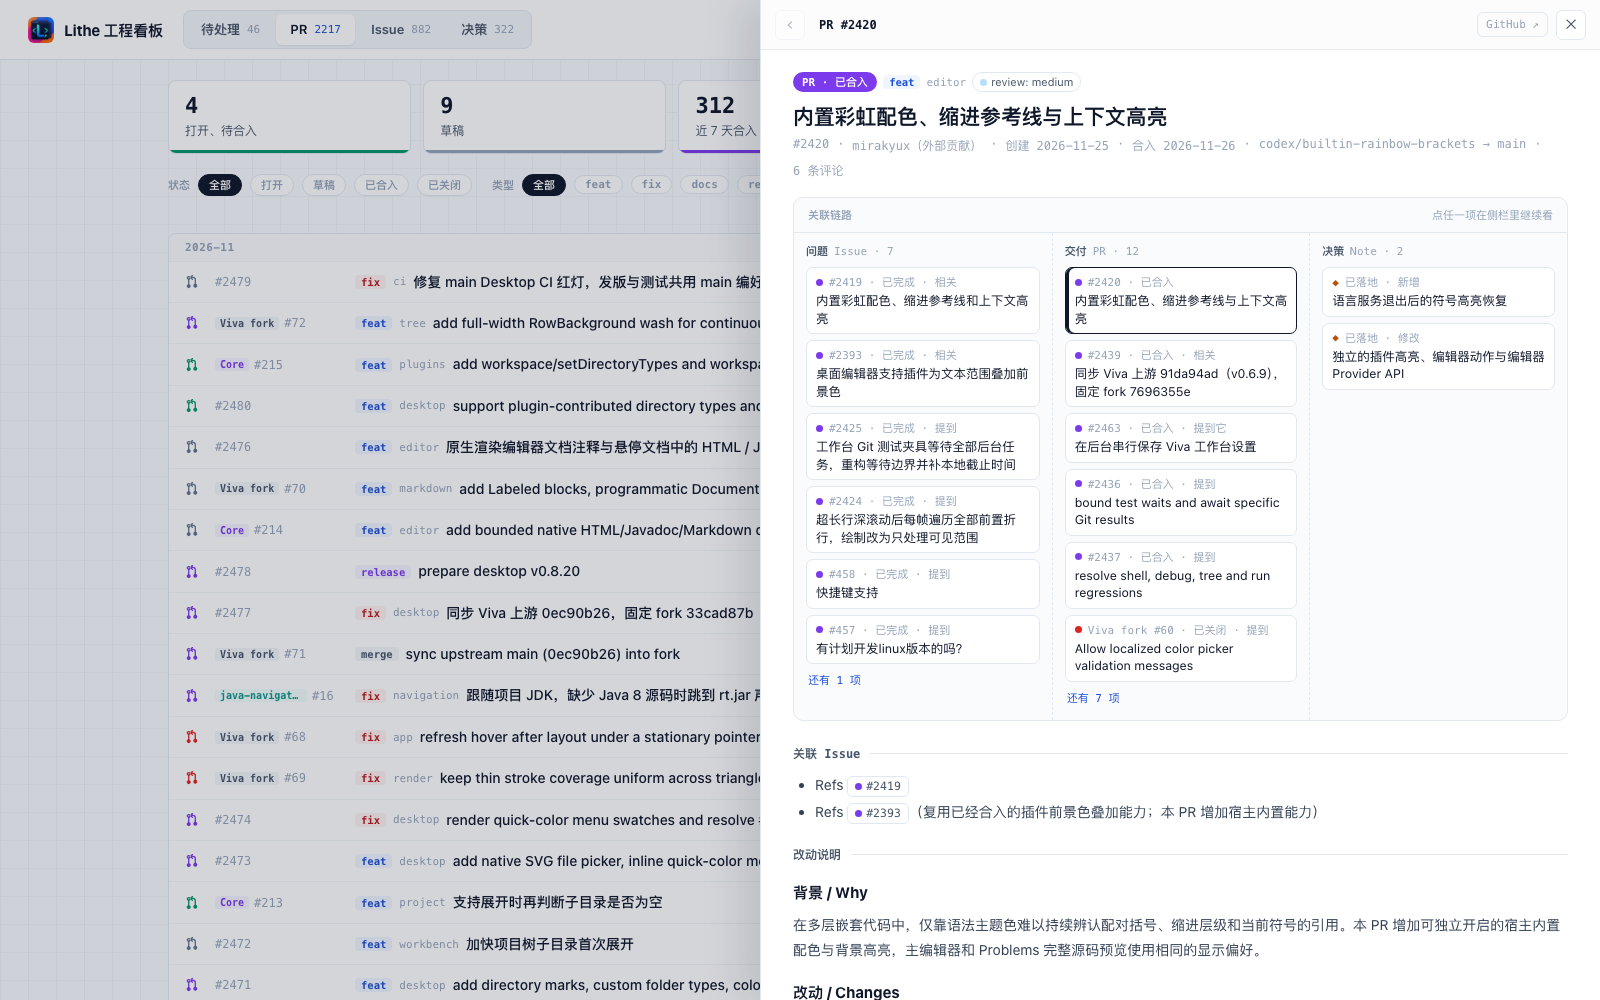 Lithe 工程看板
待处理 46
PR 2217
Issue 882
决策 322
4
打开、待合入
9
草稿
312
近 7 天合入
状态 全部 打开 草稿 已合入 已关闭 类型 全部 feat fix docs
2026-11
#2479 fix ci 修复 main Desktop CI 红灯，发版与测试共用 main 编
Viva fork #72 feat tree add full-width RowBackground wash for
Core #215 feat plugins add workspace/setDirectoryTypes and
#2480 feat desktop support plugin-contributed directory types
#2476 feat editor 原生渲染编辑器文档注释与悬停文档中的 HTML /
Viva fork #70 feat markdown add Labeled blocks, programmatic
Core #214 feat editor add bounded native HTML/Javadoc/Markdown
#2478 release prepare desktop v0.8.20
#2477 fix desktop 同步 Viva 上游 0ec90b26，固定 fork 33cad87b
Viva fork #71 merge sync upstream main (0ec90b26) into fork
java-navigat… #16 fix navigation 跟随项目 JDK，缺少 Java 8 源码时跳到 rt.jar
Viva fork #68 fix app refresh hover after layout under a stationary pointer
Viva fork #69 fix render keep thin stroke coverage uniform across
#2474 fix desktop render quick-color menu swatches and resolve
#2473 feat desktop add native SVG file picker, inline quick-color
Core #213 feat project 支持展开时再判断子目录是否为空
#2472 feat workbench 加快项目树子目录首次展开
#2471 feat desktop add directory marks, custom folder types,
‹ PR #2420
GitHub ↗ ×
PR · 已合入 feat editor review: medium
内置彩虹配色、缩进参考线与上下文高亮
#2420 · mirakyux（外部贡献） · 创建 2026-11-25 · 合入 2026-11-26 · codex/builtin-rainbow-brackets → main ·
6 条评论
关联链路
点任一项在侧栏里继续看
问题 Issue · 7
#2419 · 已完成 · 相关
内置彩虹配色、缩进参考线和上下文高
亮
#2393 · 已完成 · 相关
桌面编辑器支持插件为文本范围叠加前
景色
#2425 · 已完成 · 提到
工作台 Git 测试夹具等待全部后台任
务，重构等待边界并补本地截止时间
#2424 · 已完成 · 提到
超长行深滚动后每帧遍历全部前置折
行，绘制改为只处理可见范围
#458 · 已完成 · 提到
快捷键支持
#457 · 已完成 · 提到
有计划开发linux版本的吗?
还有 1 项
交付 PR · 12
#2420 · 已合入
内置彩虹配色、缩进参考线与上下文高
亮
#2439 · 已合入 · 相关
同步 Viva 上游 91da94ad（v0.6.9），
固定 fork 7696355e
#2463 · 已合入 · 提到它
在后台串行保存 Viva 工作台设置
#2436 · 已合入 · 提到
bound test waits and await specific
Git results
#2437 · 已合入 · 提到
resolve shell, debug, tree and run
regressions
Viva fork #60 · 已关闭 · 提到
Allow localized color picker
validation messages
还有 7 项
决策 Note · 2
已落地 · 新增
语言服务退出后的符号高亮恢复
已落地 · 修改
独立的插件高亮、编辑器动作与编辑器
Provider API
关联 Issue
• Refs #2419
• Refs #2393 （复用已经合入的插件前景色叠加能力；本 PR 增加宿主内置能力）
改动说明
背景 / Why
在多层嵌套代码中，仅靠语法主题色难以持续辨认配对括号、缩进层级和当前符号的引用。本 PR 增加可独立开启的宿主内置
配色与背景高亮，主编辑器和 Problems 完整源码预览使用相同的显示偏好。
改动 / Changes